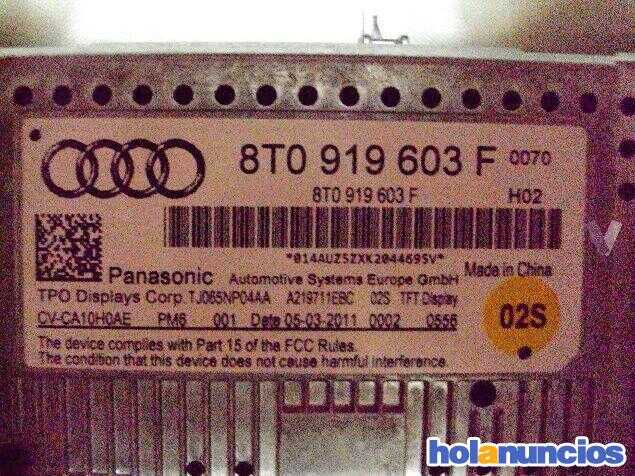 8T0 919 603 F 0070
8T0 919 603 F H02
*014AUZ5ZXK2044695V*
Panasonic Automotive Systems Europe GmbH Made in China
TPO Displays Corp. TJ065NP04AA A219711EBC 02S TFT-Display
CV-CA10H0AE PM6 001 Date 05-03-2011 0002 0556
02S
The device complies with Part 15 of the FCC Rules.
The condition that this device does not cause harmful interference.
V
holanuncios